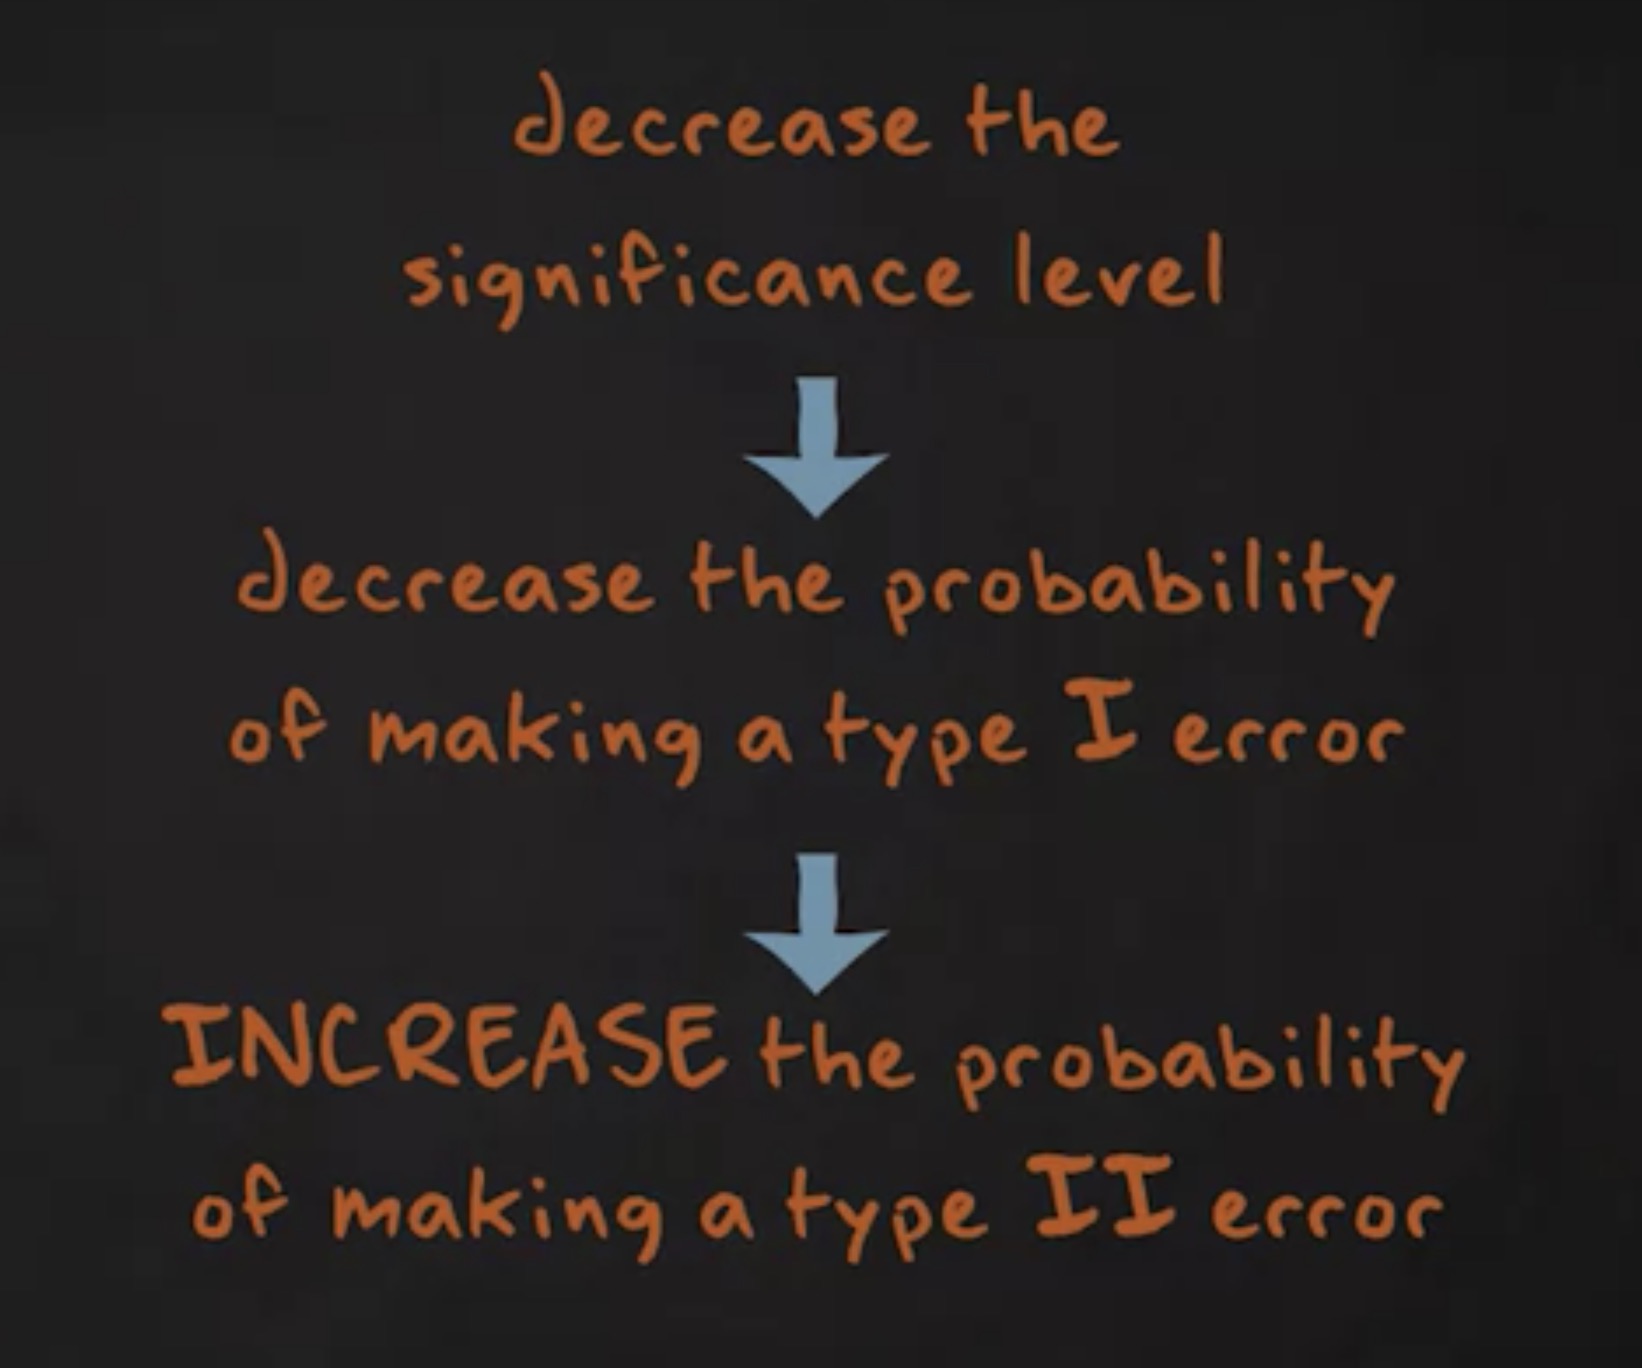 decrease the
significance level
decrease the probability
of making a type I error
INCREASE the probability
of making a type II error